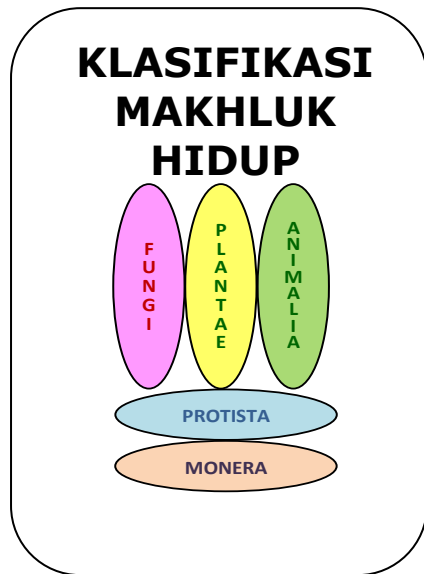 KLASIFIKASI
MAKHLUK
HIDUP
FUNGI
PLANTAE
ANIMALIA
PROTISTA
MONERA